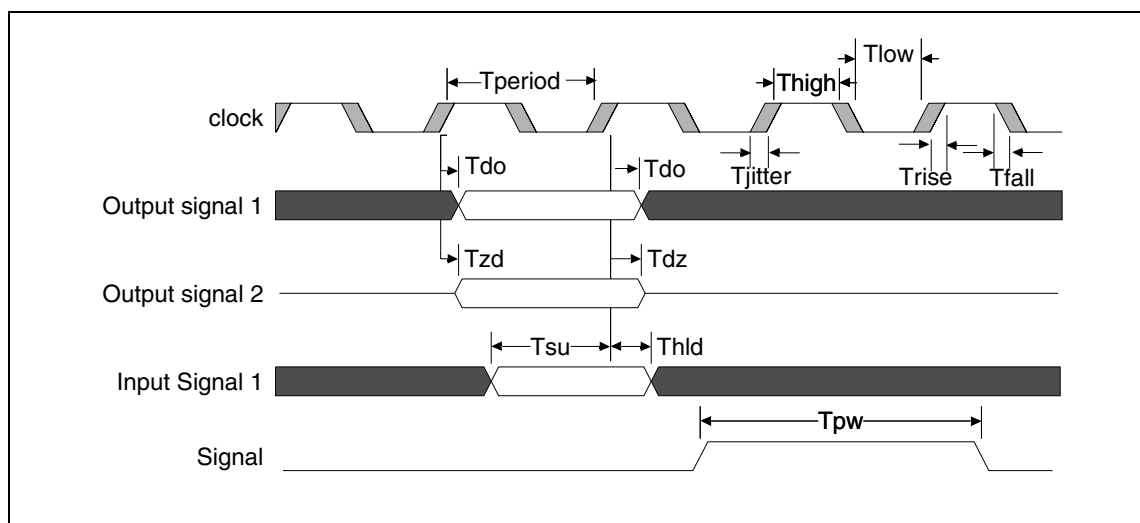 Tlow
Tperiod
Thigh
clock
Tdo
Tdo
Tjitter
Trise
Tfall
Output signal 1
Tzd
Tdz
Output signal 2
Tsu
Thld
Input Signal 1
Tpw
Signal